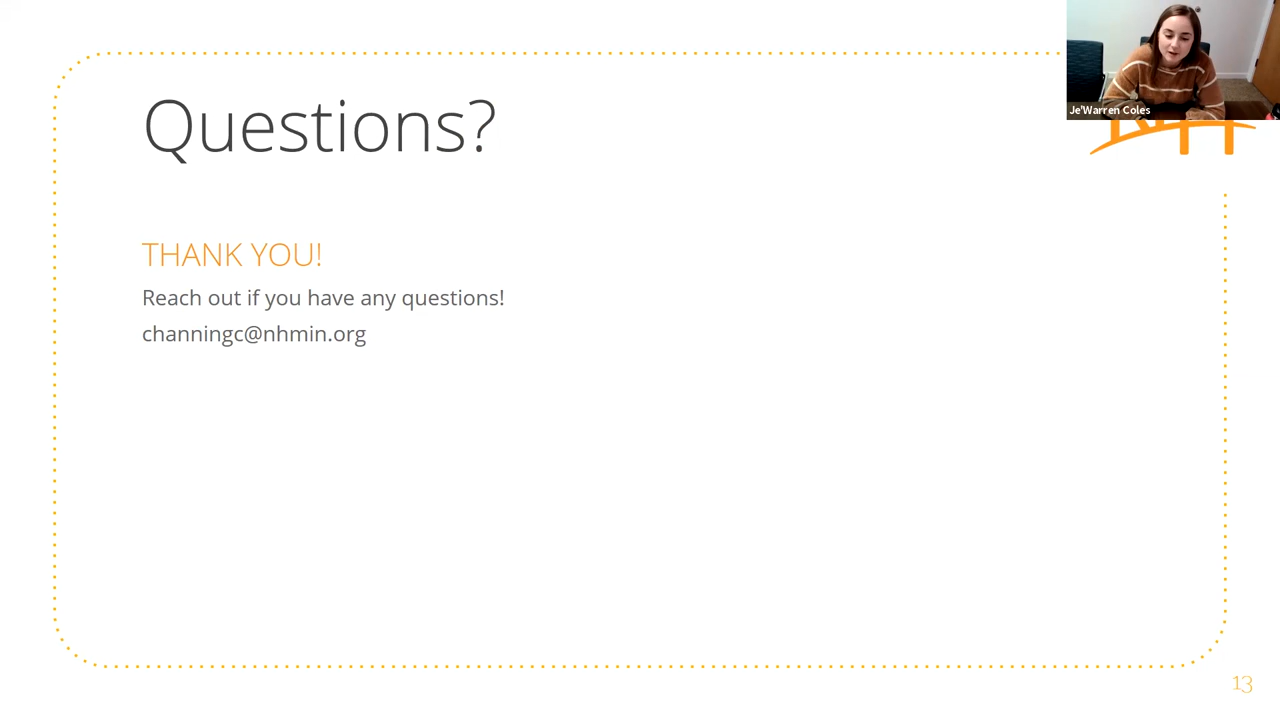 Je'Warren Coles
Questions?
THANK YOU!
Reach out if you have any questions!
channingc@nhmin.org
13